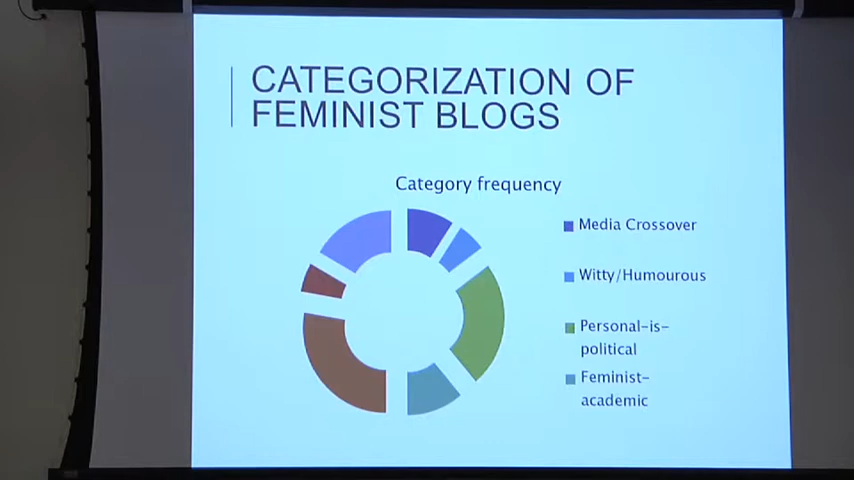 CATEGORIZATION OF
FEMINIST BLOGS
Category frequency
Media Crossover
Witty/Humourous
Personal-is-
political
Feminist-
academic